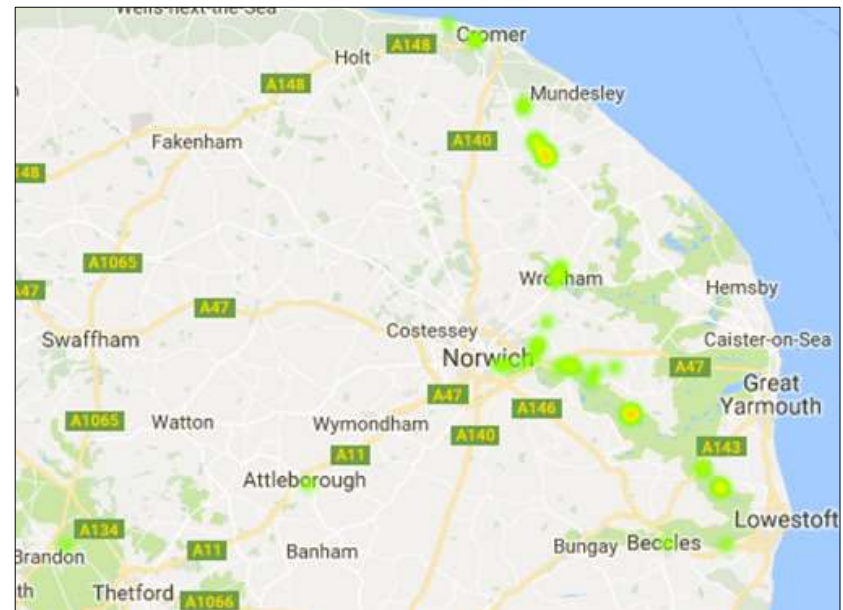 Wells-next-the-Sea
Cromer
A148
Holt
A148
Mundesley
A140
Fakenham
A1065
Wroxham
Hemsby
A47
Costessey
Caister-on-Sea
Swaffham
Norwich
A47
A47
Great
Yarmouth
A146
A1065
Watton
Wymondham
A140
A143
A11
Attleborough
Lowestoft
A134
Brandon
A11
Banham
Bungay
Beccles
Thetford
A1066